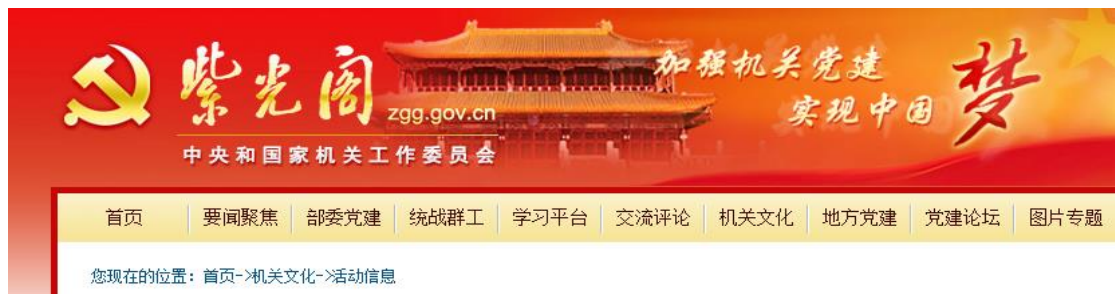 紫光阁
zgg.gov.cn
中央和国家机关工作委员会
加强机关党建
实现中国
梦
首页 要闻聚焦 部委党建 统战群工 学习平台 交流评论 机关文化 地方党建 党建论坛 图片专题
您现在的位置：首页->机关文化->活动信息